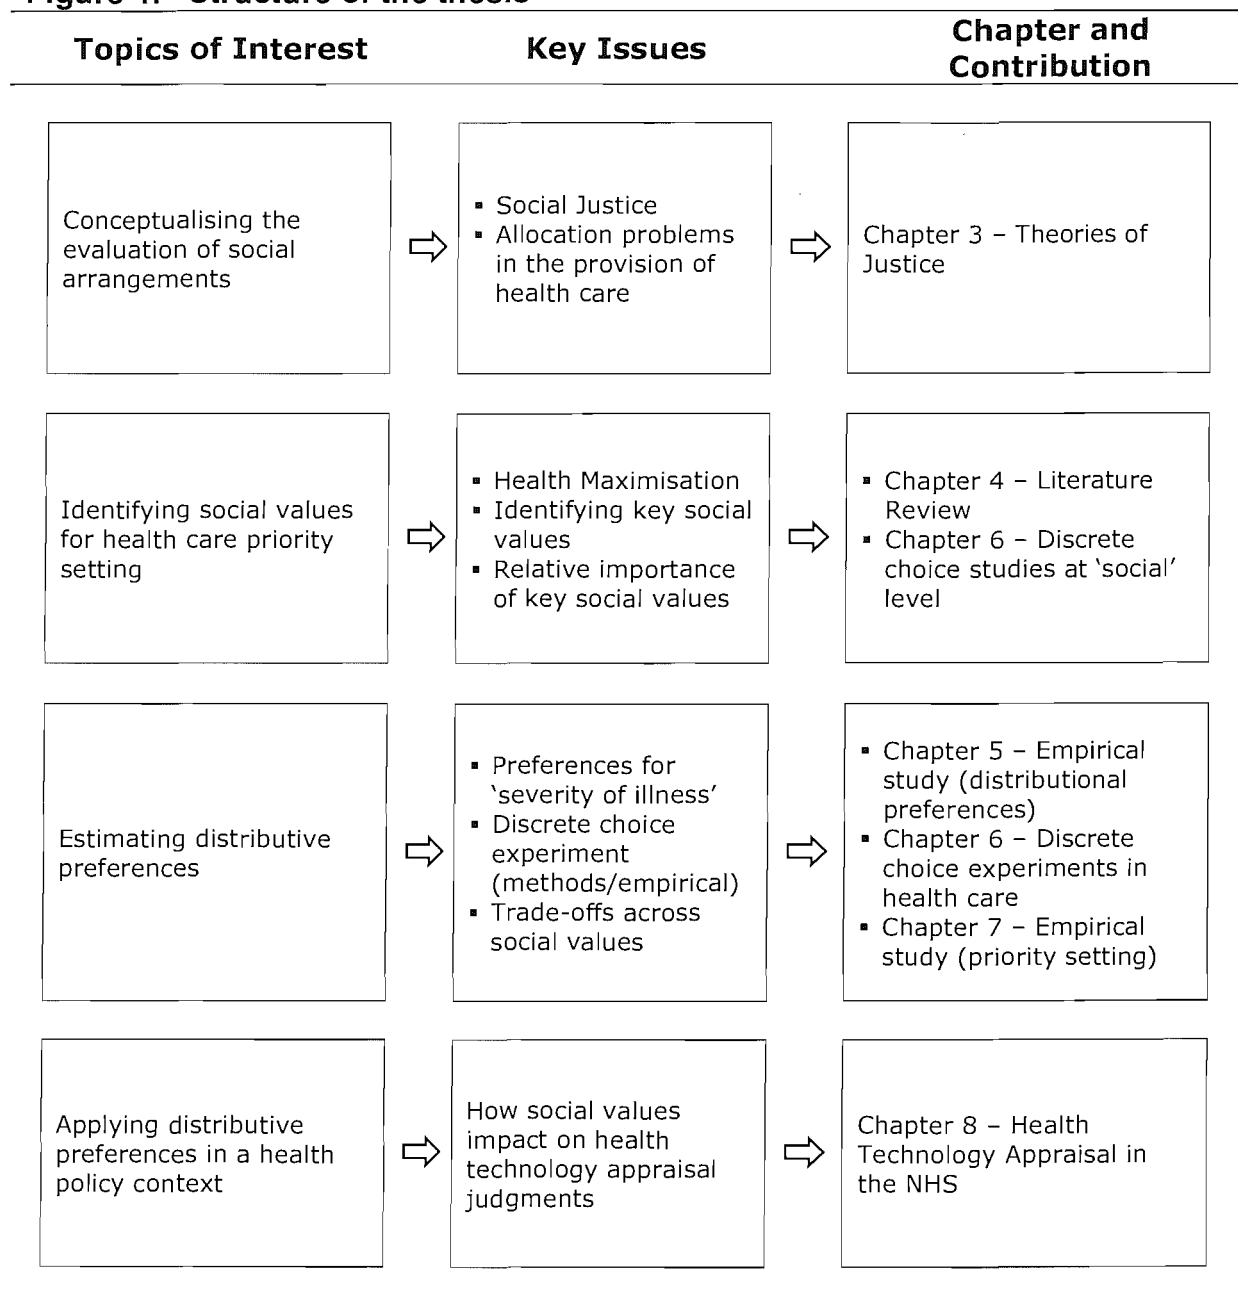 Figure 1. Structure of the thesis
Topics of Interest
Key Issues
Chapter and
Contribution
Conceptualising the
evaluation of social
arrangements
▪ Social Justice
▪ Allocation problems
in the provision of
health care
Chapter 3 – Theories of
Justice
Identifying social values
for health care priority
setting
▪ Health Maximisation
▪ Identifying key social
values
▪ Relative importance
of key social values
▪ Chapter 4 – Literature
Review
▪ Chapter 6 – Discrete
choice studies at ‘social’
level
Estimating distributive
preferences
▪ Preferences for
‘severity of illness’
▪ Discrete choice
experiment
(methods/empirical)
▪ Trade-offs across
social values
▪ Chapter 5 – Empirical
study (distributional
preferences)
▪ Chapter 6 – Discrete
choice experiments in
health care
▪ Chapter 7 – Empirical
study (priority setting)
Applying distributive
preferences in a health
policy context
How social values
impact on health
technology appraisal
judgments
Chapter 8 – Health
Technology Appraisal in
the NHS